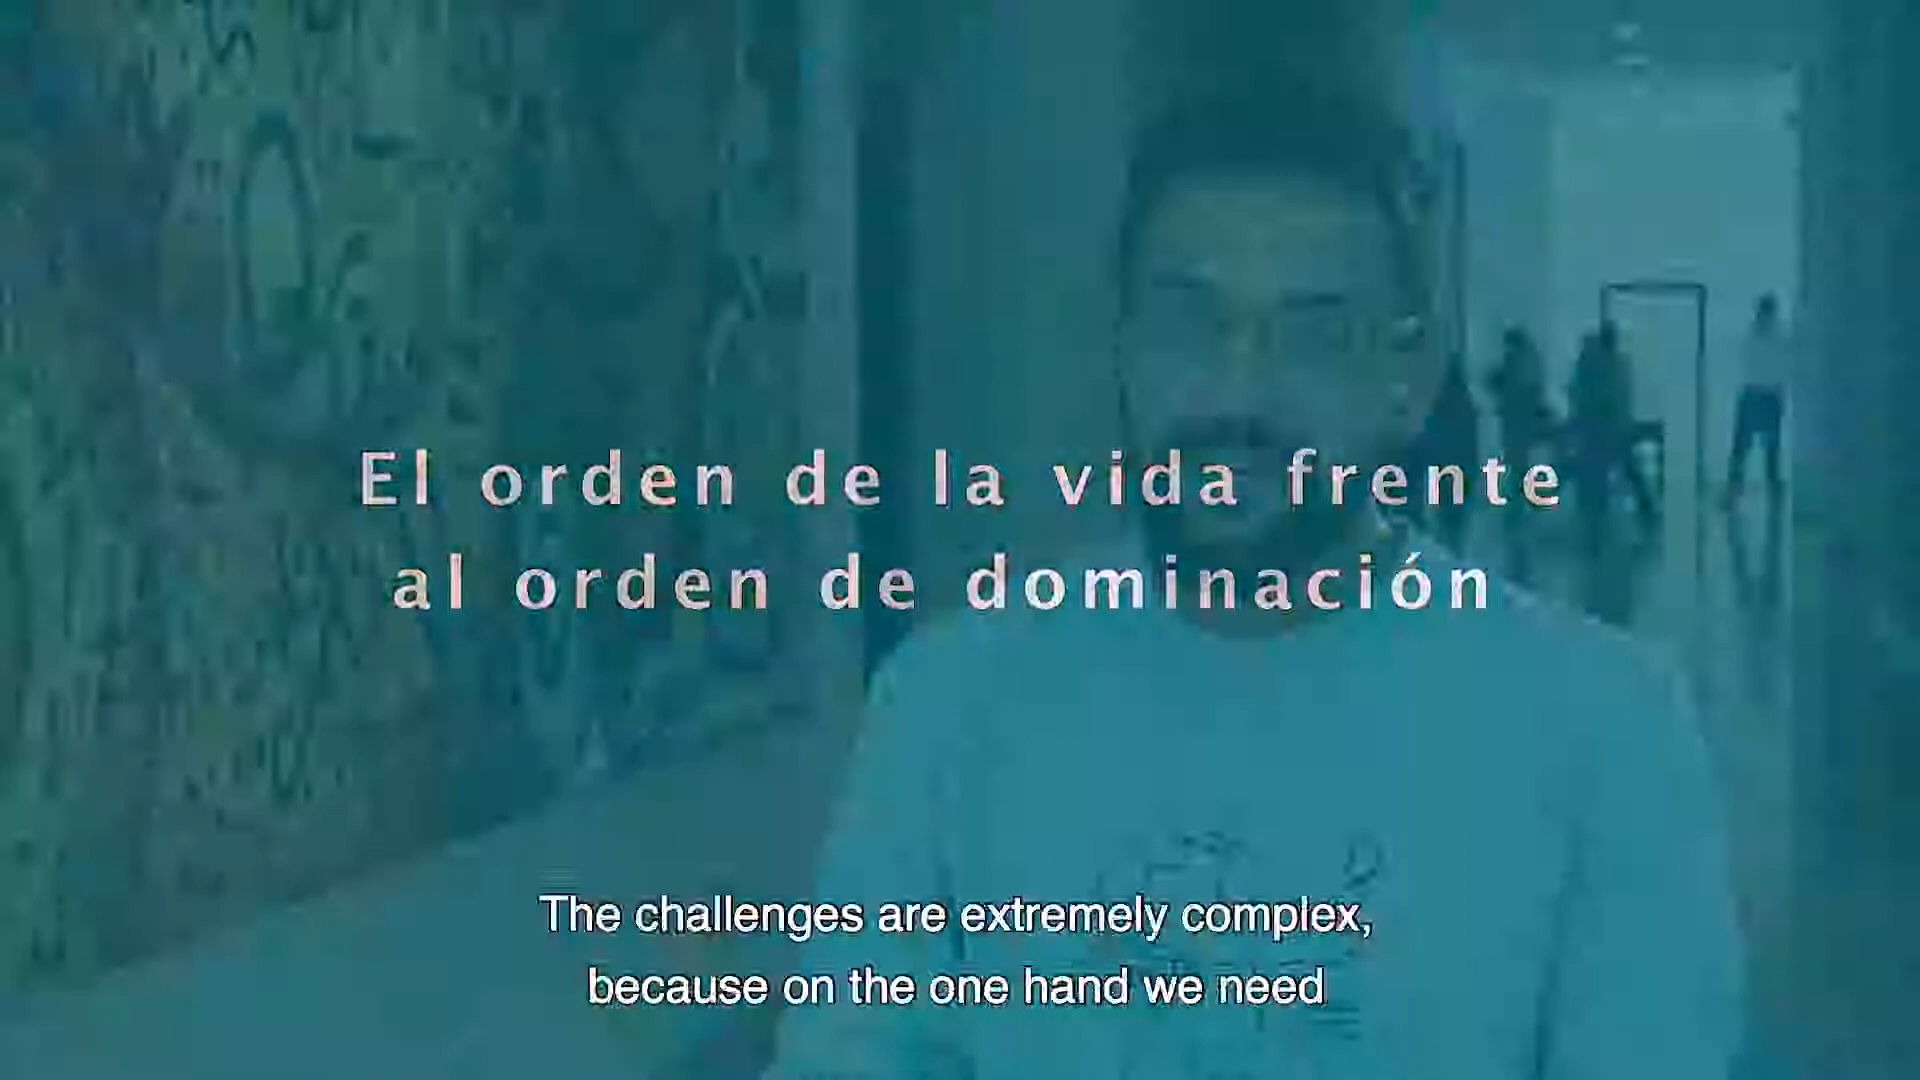 El orden de la vida frente
al orden de dominación
The challenges are extremely complex,
because on the one hand we need